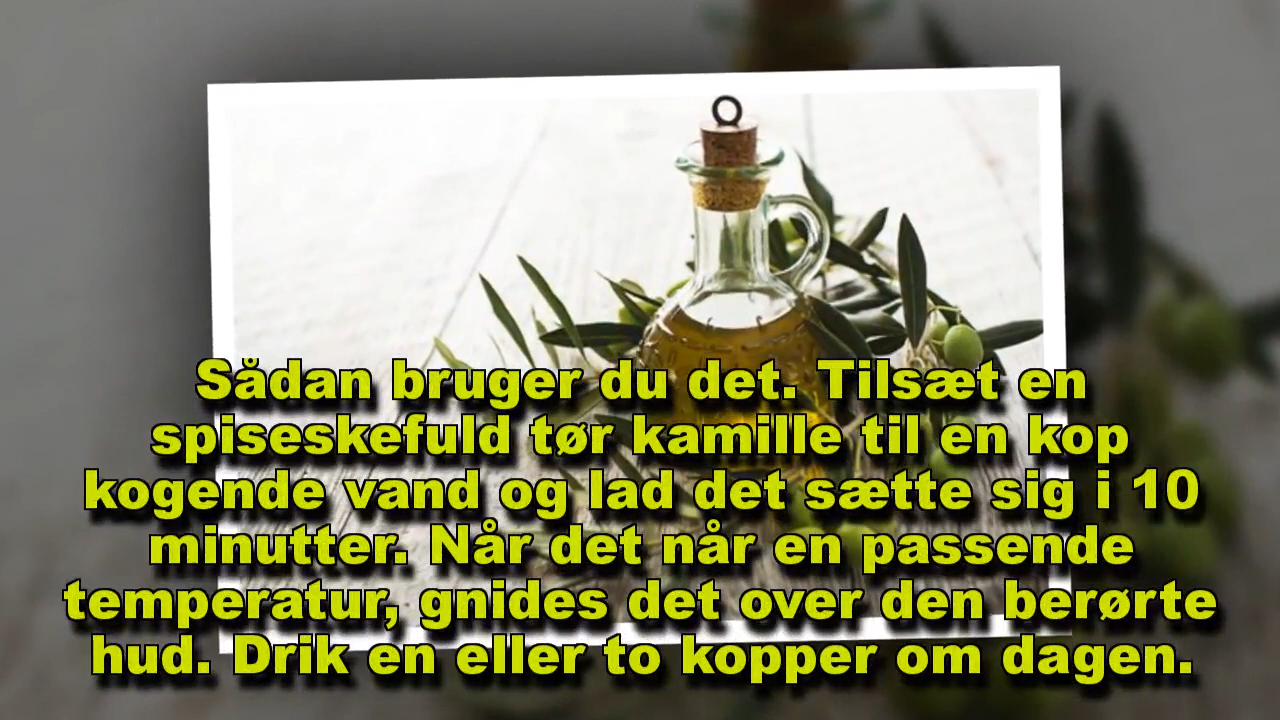 Sådan bruger du det. Tilsæt en
spiseskefuld tør kamille til en kop
kogende vand og lad det sætte sig i 10
minutter. Når det når en passende
temperatur, gnides det over den berørte
hud. Drik en eller to kopper om dagen.